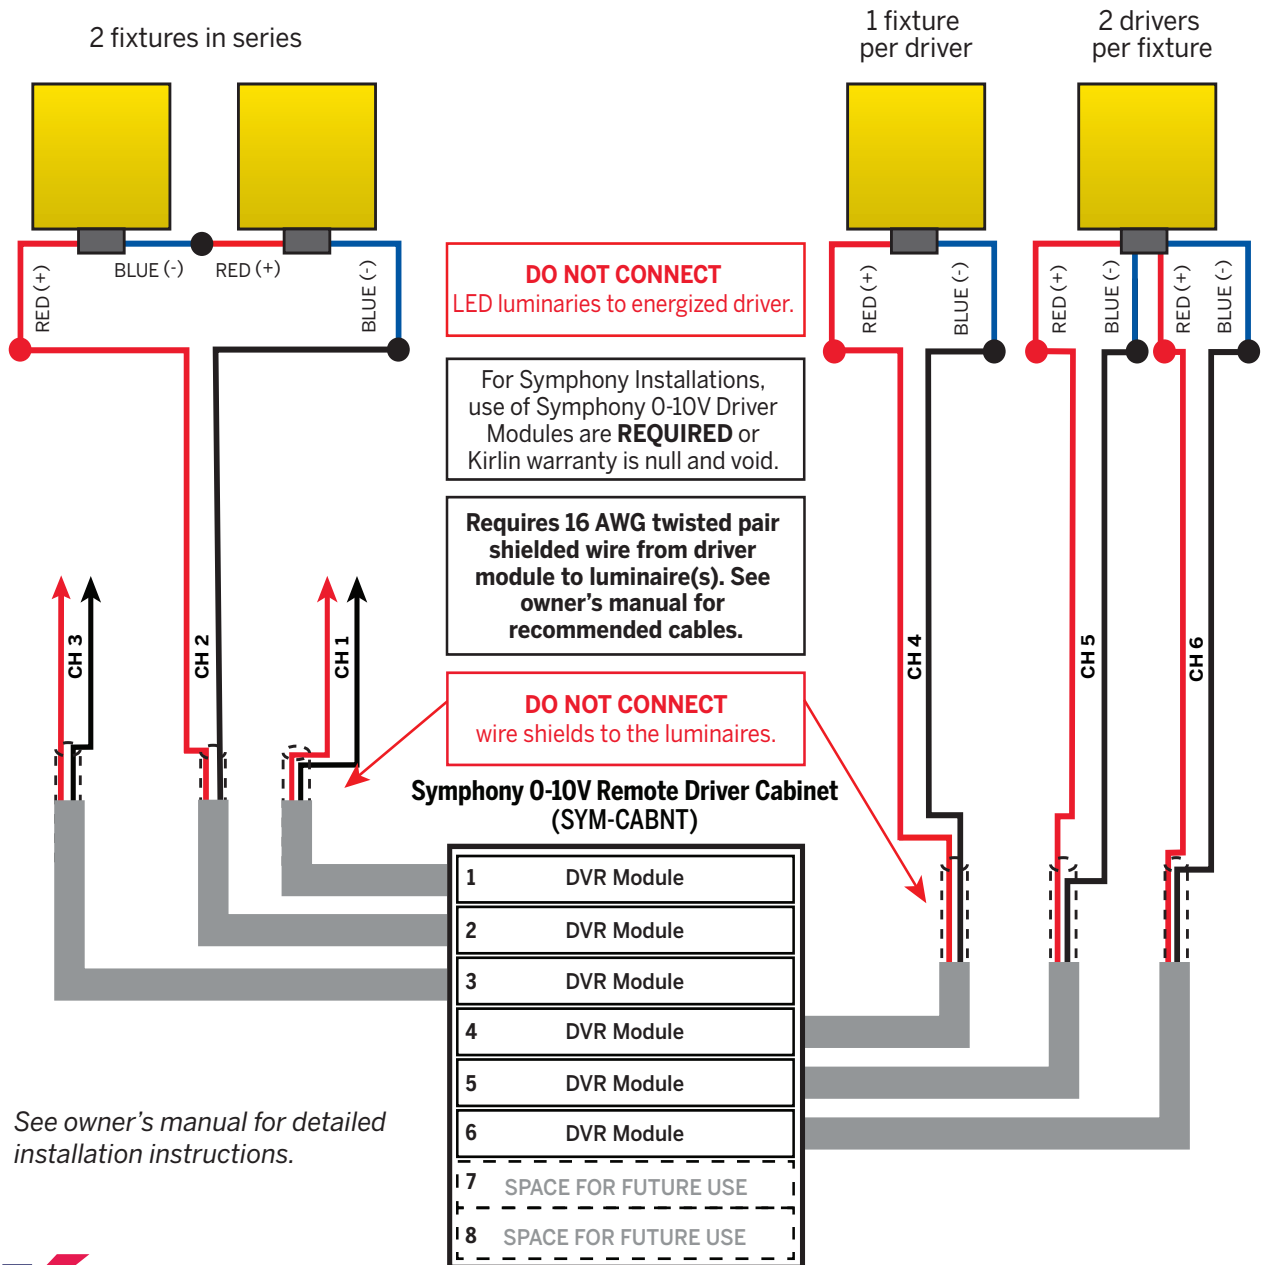 2 fixtures in series
1 fixture
per driver
2 drivers
per fixture
BLUE (-)
RED (+)
RED (+)
BLUE (-)
RED (+)
BLUE (-)
RED (+)
BLUE (-)
RED (+)
BLUE (-)
DO NOT CONNECT
LED luminaries to energized driver.
For Symphony Installations,
use of Symphony 0-10V Driver
Modules are REQUIRED or
Kirlin warranty is null and void.
Requires 16 AWG twisted pair
shielded wire from driver
module to luminaire(s). See
owner's manual for
recommended cables.
CH 3
CH 2
CH 1
CH 4
CH 5
CH 6
DO NOT CONNECT
wire shields to the luminaires.
Symphony 0-10V Remote Driver Cabinet
(SYM-CABNT)
1 DVR Module
2 DVR Module
3 DVR Module
4 DVR Module
5 DVR Module
6 DVR Module
7 SPACE FOR FUTURE USE
8 SPACE FOR FUTURE USE
See owner's manual for detailed
installation instructions.